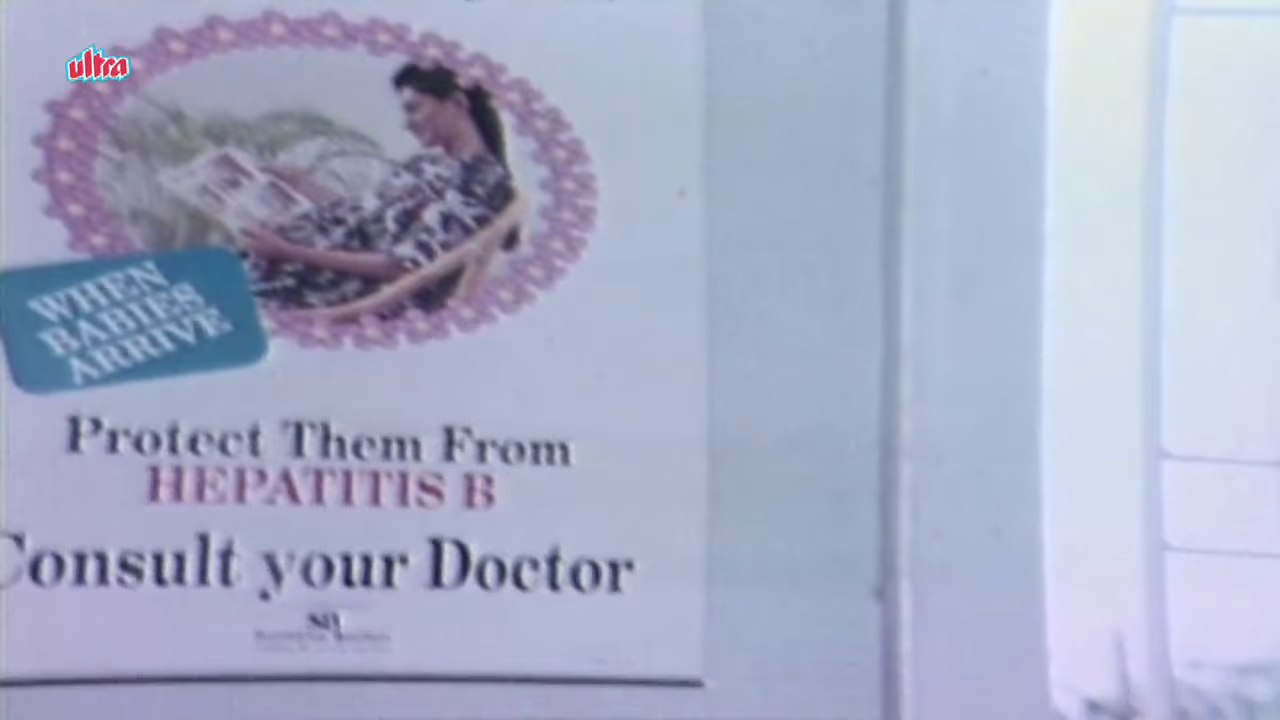 ultra
WHEN
BABIES
ARRIVE
Protect Them From
HEPATITIS B
Consult your Doctor